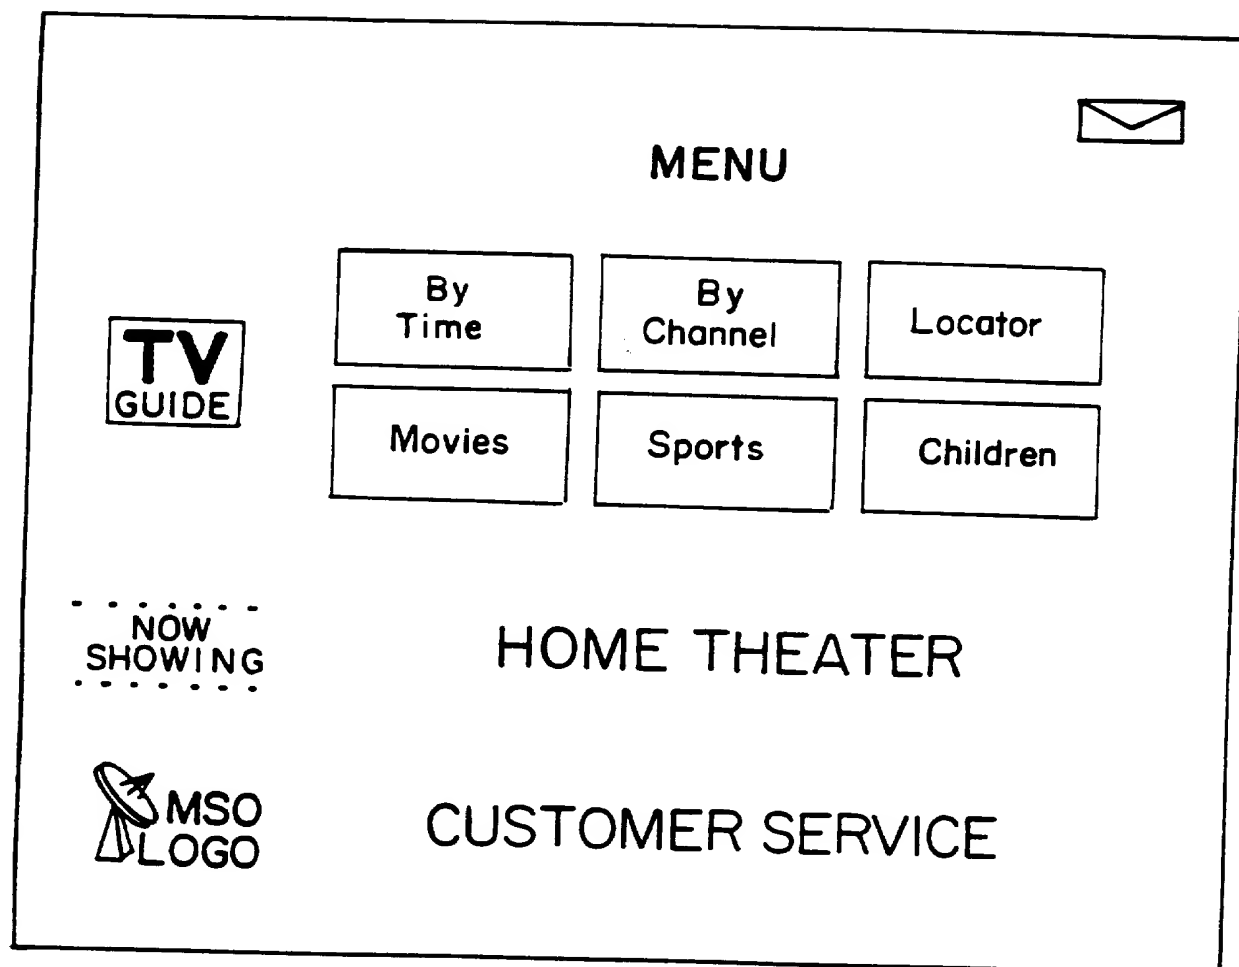 MENU
TV
GUIDE
By
Time
By
Channel
Locator
Movies
Sports
Children
NOW
SHOWING
HOME THEATER
MSO
LOGO
CUSTOMER SERVICE